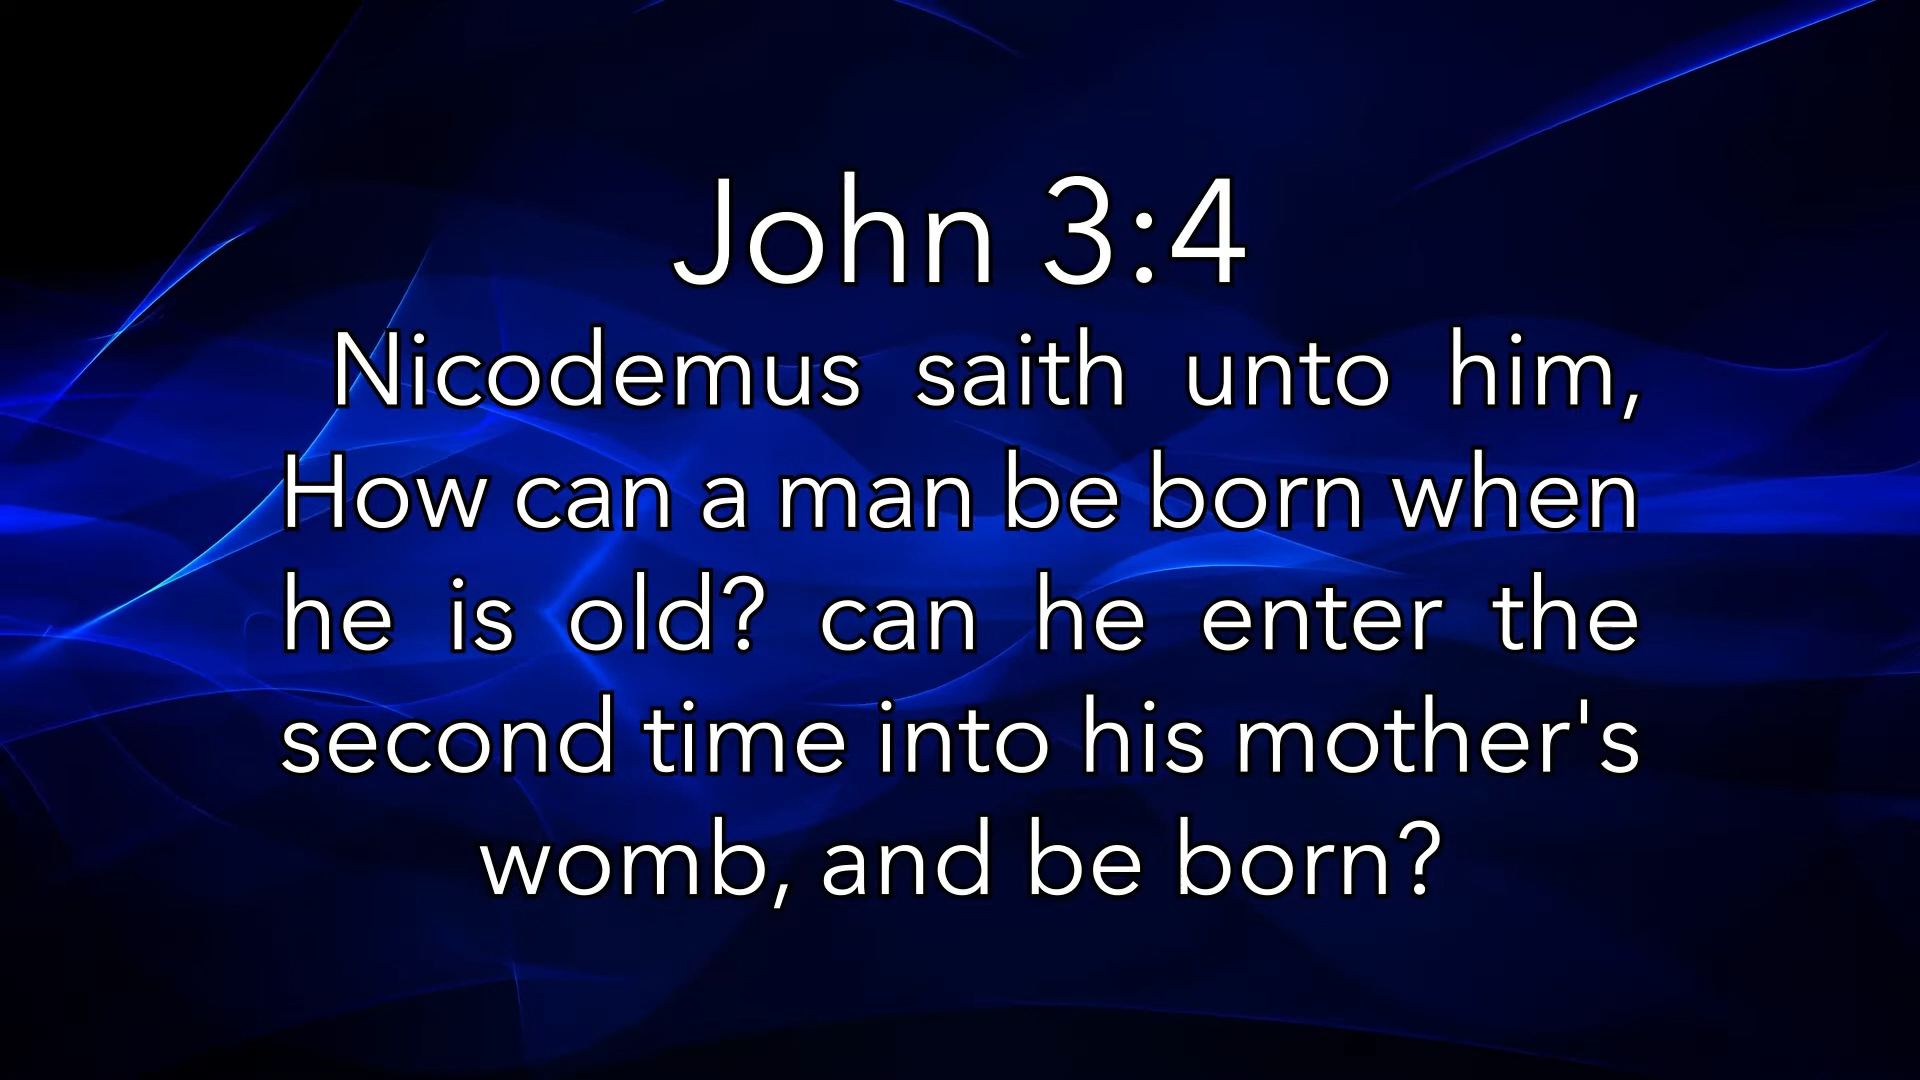 John 3:4
Nicodemus saith unto him,
How can a man be born when
he is old? can he enter the
second time into his mother's
womb, and be born?